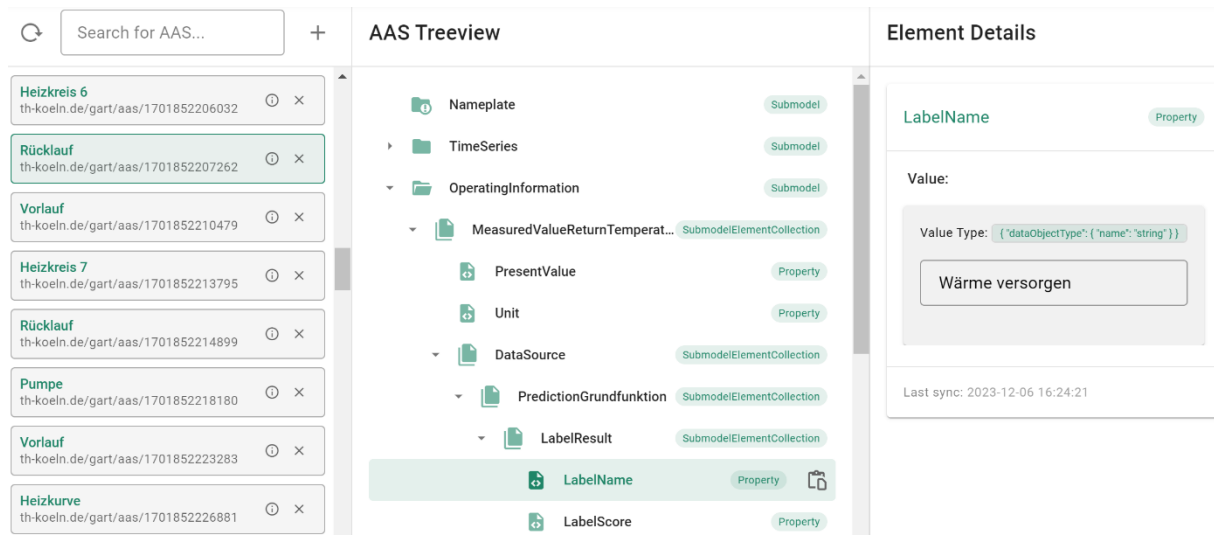 Search for AAS...
Heizkreis 6
th-koeln.de/gart/aas/1701852206032
Rücklauf
th-koeln.de/gart/aas/1701852207262
Vorlauf
th-koeln.de/gart/aas/1701852210479
Heizkreis 7
th-koeln.de/gart/aas/1701852213795
Rücklauf
th-koeln.de/gart/aas/1701852214899
Pumpe
th-koeln.de/gart/aas/1701852218180
Vorlauf
th-koeln.de/gart/aas/1701852223283
Heizkurve
th-koeln.de/gart/aas/1701852226881
AAS Treeview
Nameplate Submodel
TimeSeries Submodel
OperatingInformation Submodel
MeasuredValueReturnTemperat... SubmodelElementCollection
PresentValue Property
Unit Property
DataSource SubmodelElementCollection
PredictionGrundfunktion SubmodelElementCollection
LabelResult SubmodelElementCollection
LabelName Property
LabelScore Property
Element Details
LabelName Property
Value:
Value Type: { "dataObjectType": { "name": "string" } }
Wärme versorgen
Last sync: 2023-12-06 16:24:21